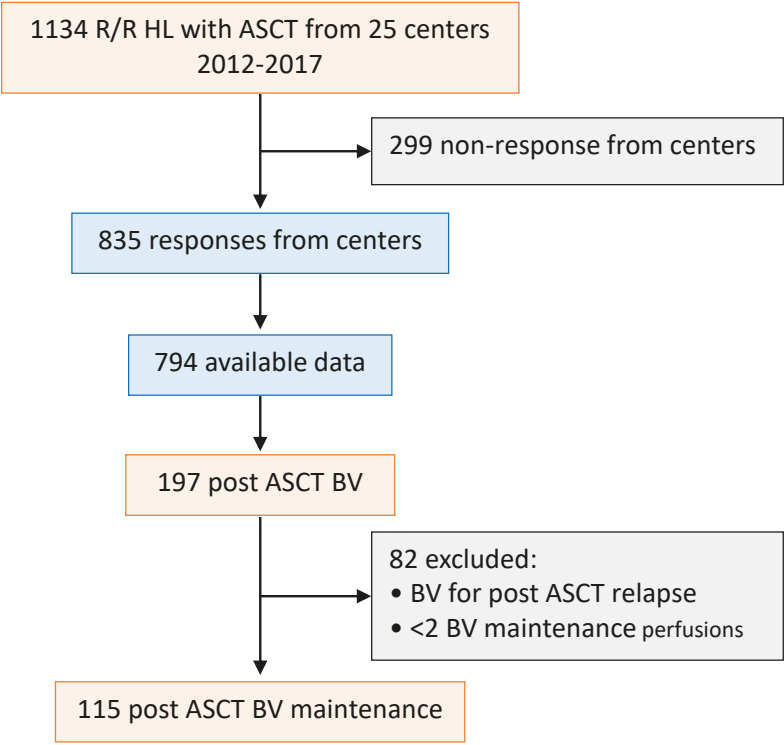 1134 R/R HL with ASCT from 25 centers
2012-2017
299 non-response from centers
835 responses from centers
794 available data
197 post ASCT BV
82 excluded:
• BV for post ASCT relapse
• <2 BV maintenance perfusions
115 post ASCT BV maintenance